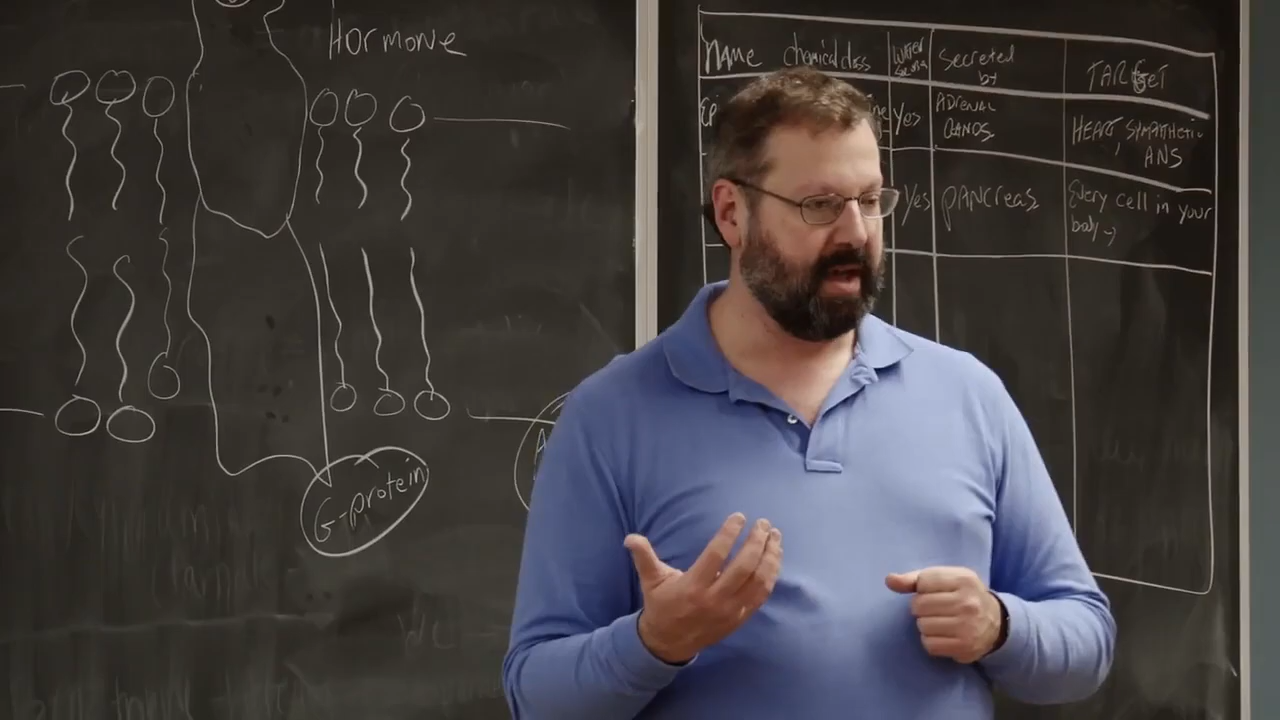 Hormone
G-protein
A
Name chemical class Water Secreted by TARGET
EP Yes ADRENAL GLANDS HEART, SYMPATHETIC ANS
Yes PANCREAS Every cell in your body →